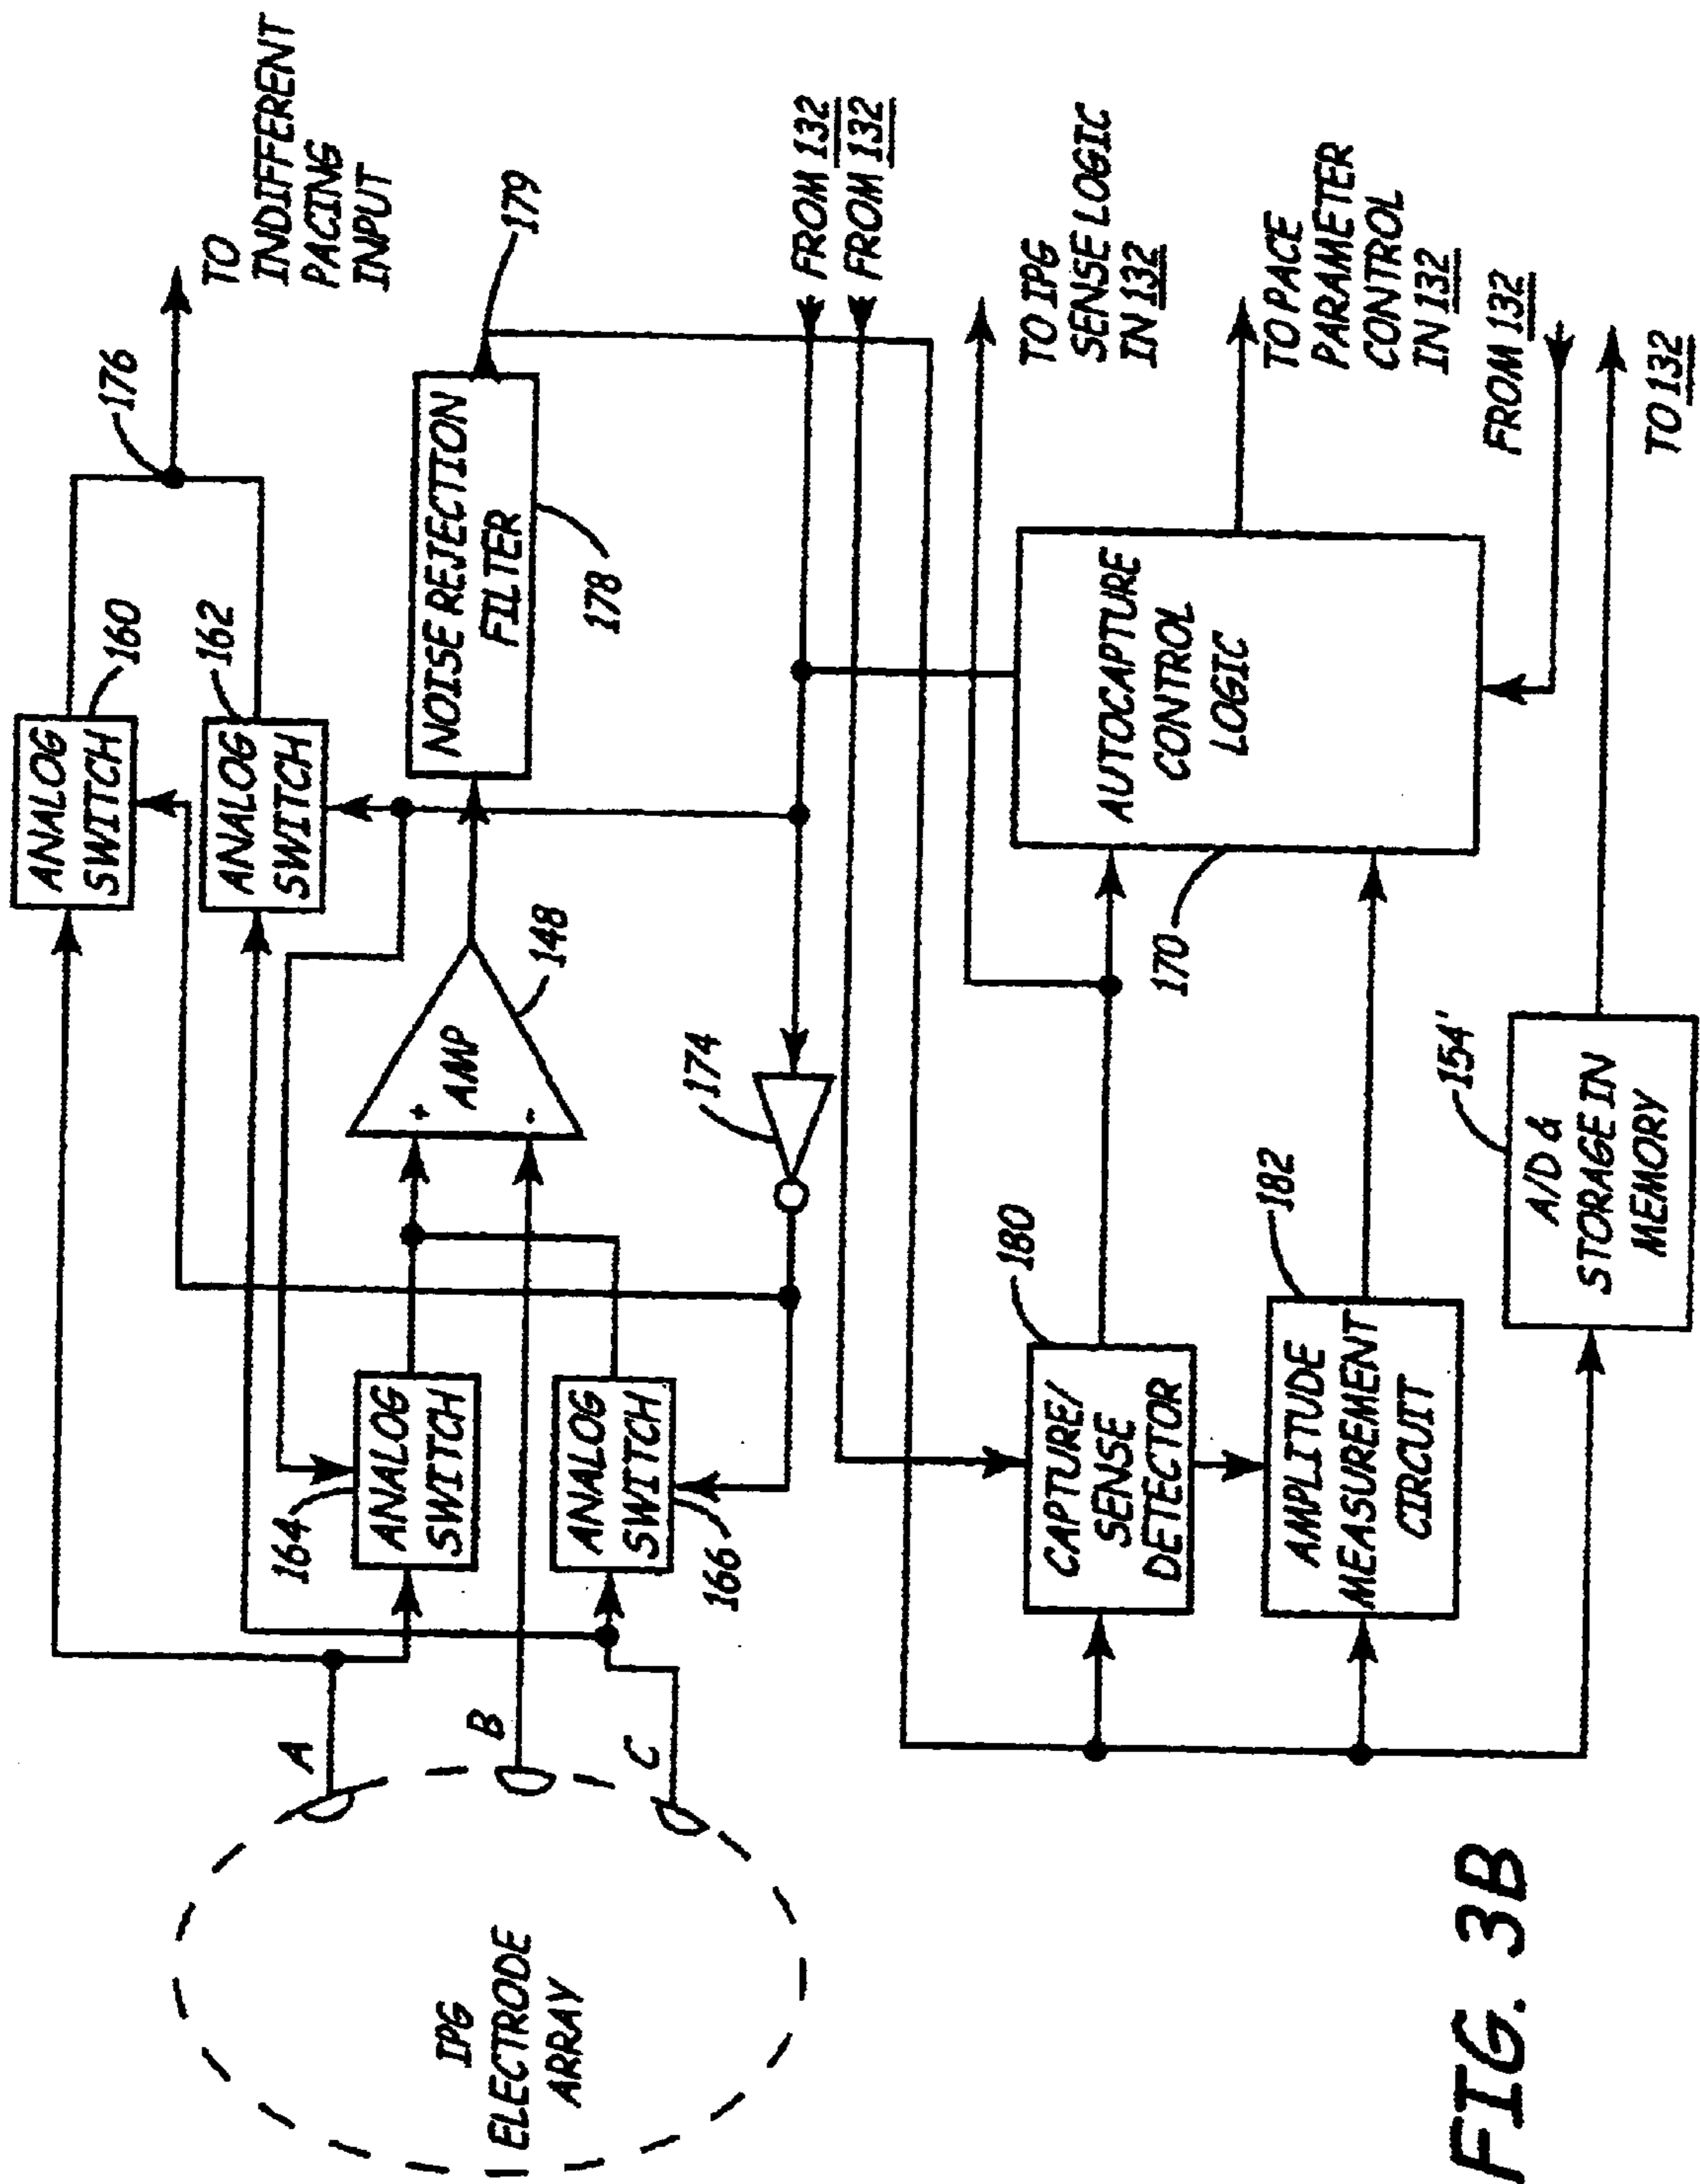 IPG
ELECTRODE
ARRAY
A
B
C
ANALOG
SWITCH
160
ANALOG
SWITCH
162
176
TO
INDIFFERENT
PACING
INPUT
164
ANALOG
SWITCH
166
ANALOG
SWITCH
+
AMP
-
148
NOISE REJECTION
FILTER
178
179
174
FROM 132
FROM 132
TO IPG
SENSE LOGIC
IN 132
180
CAPTURE/
SENSE
DETECTOR
170
AUTOCAPTURE
CONTROL
LOGIC
TO PACE
PARAMETER
CONTROL
IN 132
182
AMPLITUDE
MEASUREMENT
CIRCUIT
FROM 132
154'
A/D &
STORAGE IN
MEMORY
TO 132
FIG. 3B